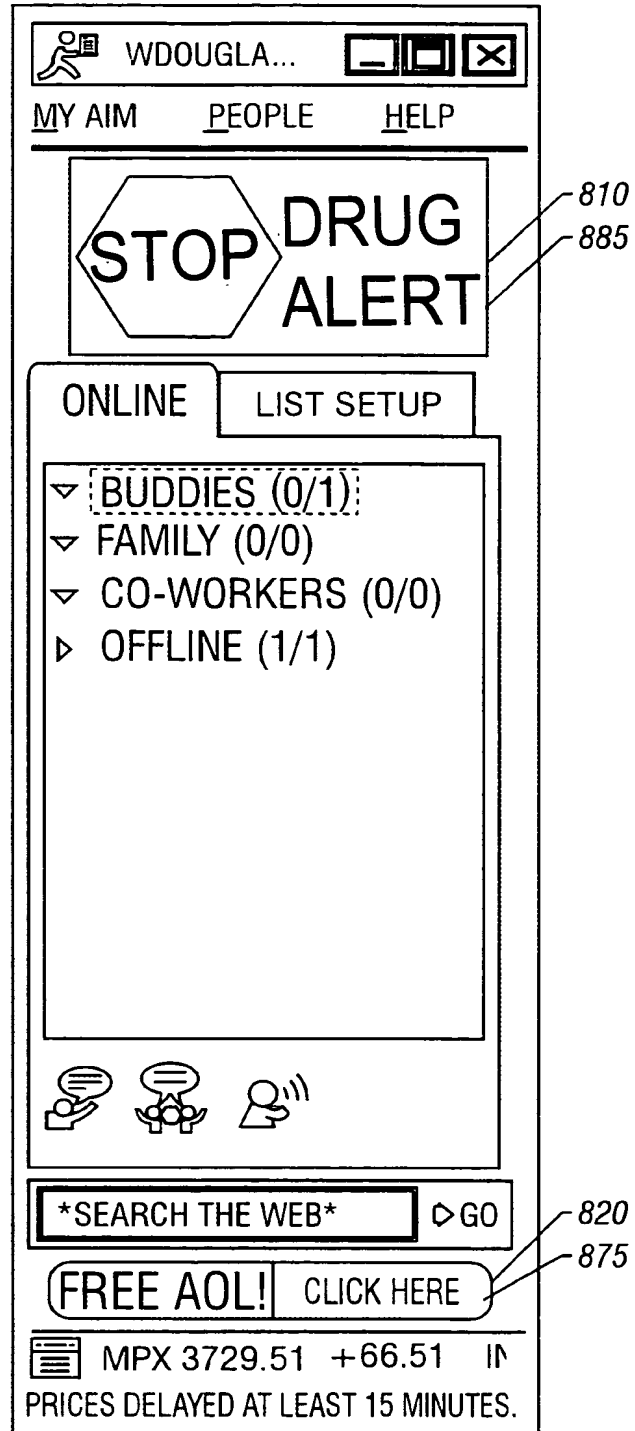 WDOUGLA...
MY AIM PEOPLE HELP
STOP DRUG ALERT
810
885
ONLINE LIST SETUP
BUDDIES (0/1)
FAMILY (0/0)
CO-WORKERS (0/0)
OFFLINE (1/1)
*SEARCH THE WEB* GO
820
FREE AOL! CLICK HERE
875
MPX 3729.51 +66.51
PRICES DELAYED AT LEAST 15 MINUTES.